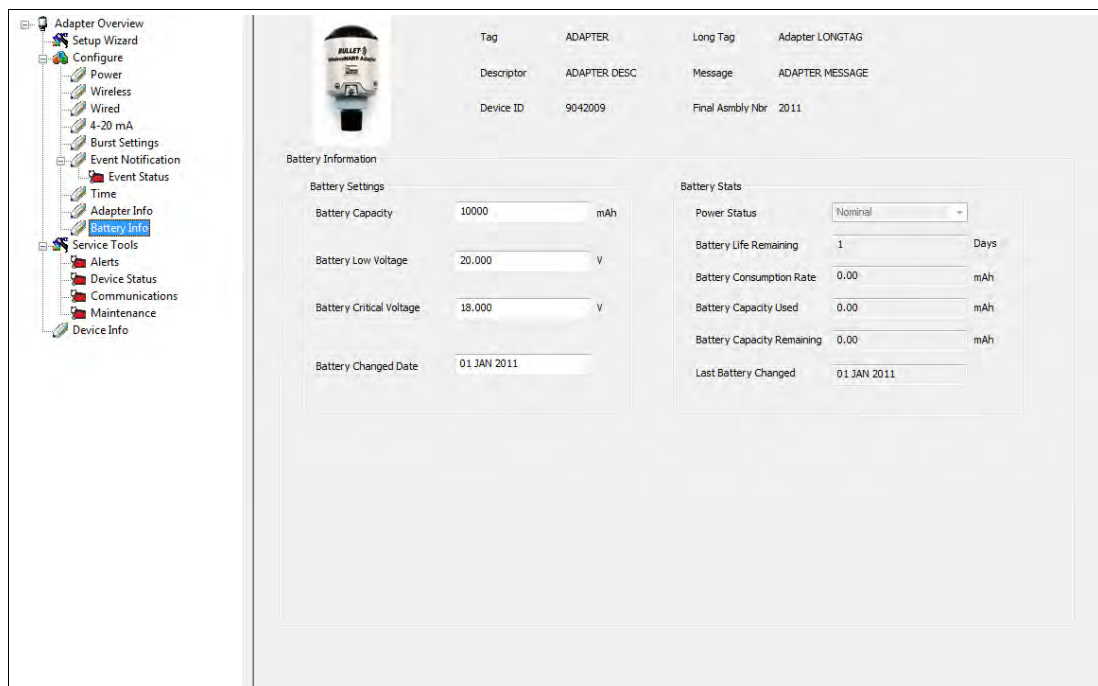 Adapter Overview
Setup Wizard
Configure
Power
Wireless
Wired
4-20 mA
Burst Settings
Event Notification
Event Status
Time
Adapter Info
Battery Info
Service Tools
Alerts
Device Status
Communications
Maintenance
Device Info
BULLET
WirelessHART Adapter
Tag ADAPTER Long Tag Adapter LONGTAG
Descriptor ADAPTER DESC Message ADAPTER MESSAGE
Device ID 9042009 Final Asmbly Nbr 2011
Battery Information
Battery Settings
Battery Capacity 10000 mAh
Battery Low Voltage 20.000 V
Battery Critical Voltage 18.000 V
Battery Changed Date 01 JAN 2011
Battery Stats
Power Status Nominal
Battery Life Remaining 1 Days
Battery Consumption Rate 0.00 mAh
Battery Capacity Used 0.00 mAh
Battery Capacity Remaining 0.00 mAh
Last Battery Changed 01 JAN 2011